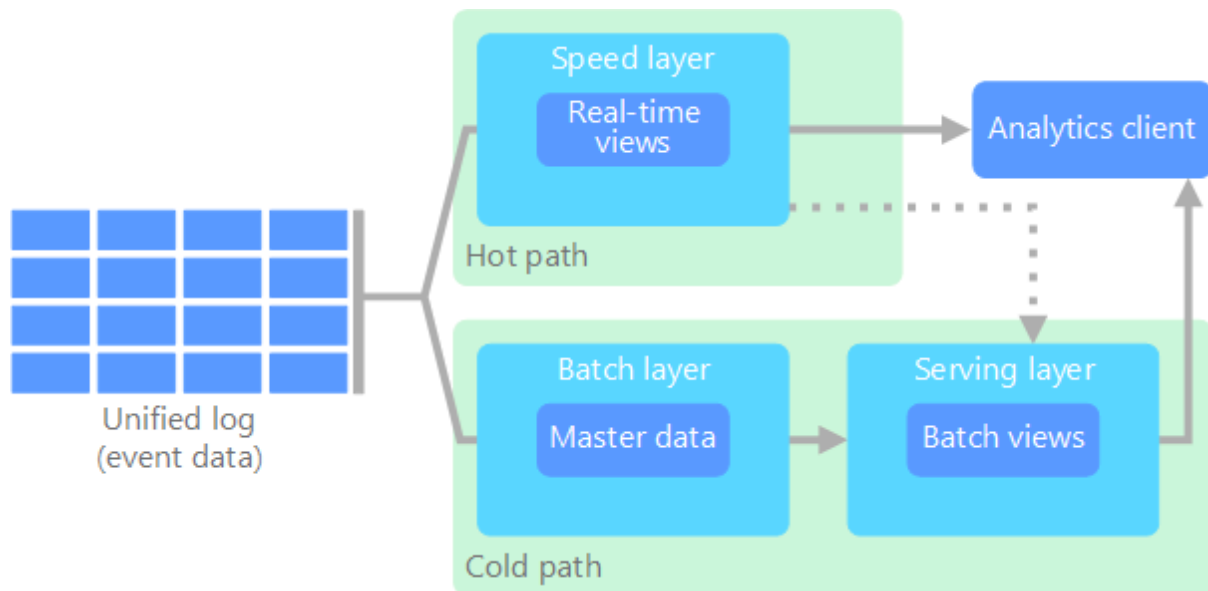 Speed layer
Real-time
views
Analytics client
Hot path
Unified log
(event data)
Batch layer
Master data
Serving layer
Batch views
Cold path